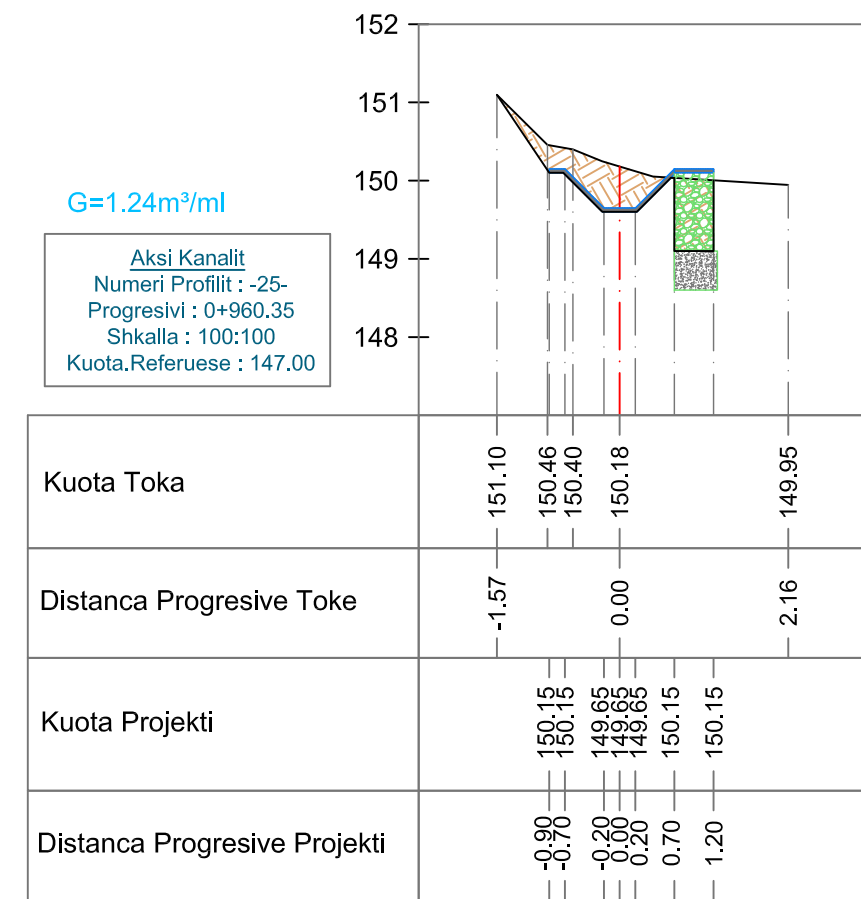 152
151
150
149
148
G=1.24m³/ml
Aksi Kanalit
Numeri Profilit : -25-
Progresivi : 0+960.35
Shkalla : 100:100
Kuota.Referuese : 147.00
Kuota Toka
151.10
150.46
150.40
150.18
149.95
Distanca Progresive Toke
-1.57
0.00
2.16
Kuota Projekti
150.15
150.15
149.65
149.65
149.65
150.15
150.15
Distanca Progresive Projekti
-0.90
-0.70
-0.20
0.00
0.20
0.70
1.20